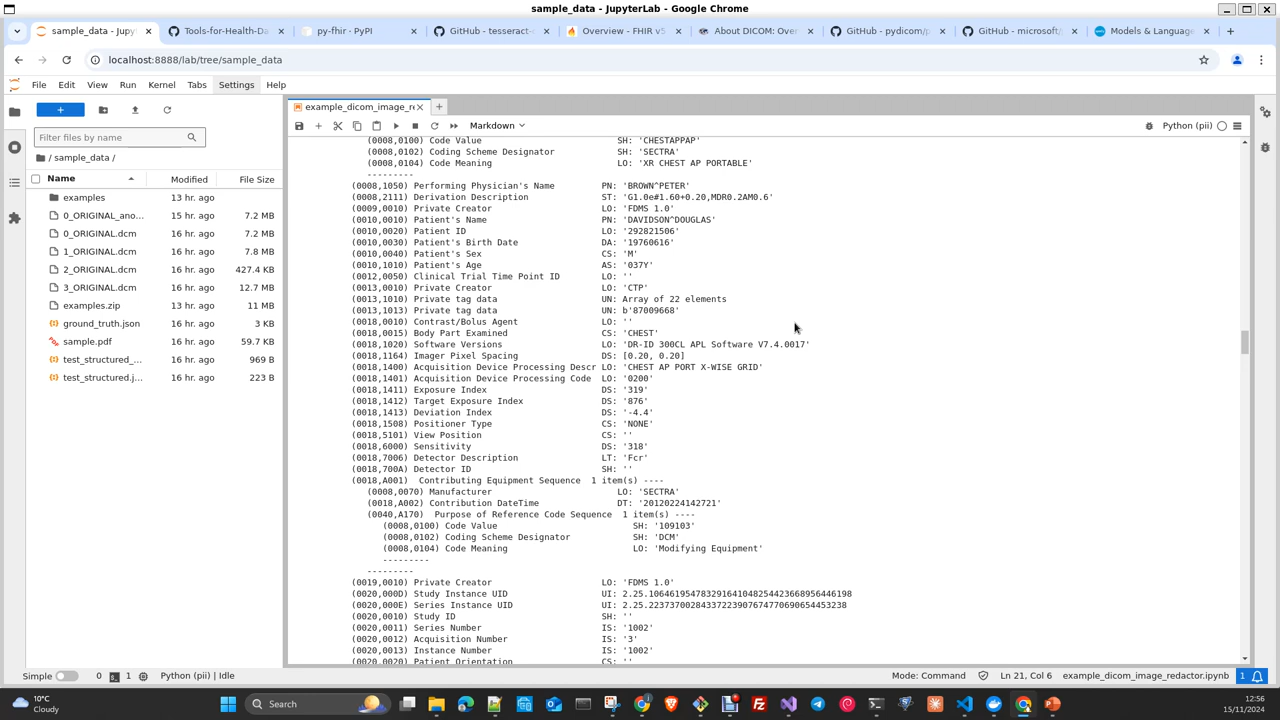 sample_data - JupyterLab - Google Chrome
sample_data - Jupy
Tools-for-Health-Da
py-fhir · PyPI
GitHub - tesseract-
Overview - FHIR v5
About DICOM: Over
GitHub - pydicom/p
GitHub - microsoft/
Models & Language
localhost:8888/lab/tree/sample_data
File Edit View Run Kernel Tabs Settings Help
Filter files by name
/ sample_data /
Name Modified File Size
examples 13 hr. ago
0_ORIGINAL_ano... 15 hr. ago 7.2 MB
0_ORIGINAL.dcm 16 hr. ago 7.2 MB
1_ORIGINAL.dcm 16 hr. ago 7.8 MB
2_ORIGINAL.dcm 16 hr. ago 427.4 KB
3_ORIGINAL.dcm 16 hr. ago 12.7 MB
examples.zip 13 hr. ago 11 MB
ground_truth.json 16 hr. ago 3 KB
sample.pdf 16 hr. ago 59.7 KB
test_structured_... 16 hr. ago 969 B
test_structured.j... 16 hr. ago 223 B
example_dicom_image_re
Markdown
Python (pii)
(0008,0100) Code Value SH: 'CHESTAPPAP'
(0008,0102) Coding Scheme Designator SH: 'SECTRA'
(0008,0104) Code Meaning LO: 'XR CHEST AP PORTABLE'
---------
(0008,1050) Performing Physician's Name PN: 'BROWN^PETER'
(0008,2111) Derivation Description ST: 'G1.0e#1.60+0.20,MDR0.2AM0.6'
(0009,0010) Private Creator LO: 'FDMS 1.0'
(0010,0010) Patient's Name PN: 'DAVIDSON^DOUGLAS'
(0010,0020) Patient ID LO: '292821506'
(0010,0030) Patient's Birth Date DA: '19760616'
(0010,0040) Patient's Sex CS: 'M'
(0010,1010) Patient's Age AS: '037Y'
(0012,0050) Clinical Trial Time Point ID LO: ''
(0013,0010) Private Creator LO: 'CTP'
(0013,1010) Private tag data UN: Array of 22 elements
(0013,1013) Private tag data UN: b'87009668'
(0018,0010) Contrast/Bolus Agent LO: ''
(0018,0015) Body Part Examined CS: 'CHEST'
(0018,1020) Software Versions LO: 'DR-ID 300CL APL Software V7.4.0017'
(0018,1164) Imager Pixel Spacing DS: [0.20, 0.20]
(0018,1400) Acquisition Device Processing Descr LO: 'CHEST AP PORT X-WISE GRID'
(0018,1401) Acquisition Device Processing Code LO: '0200'
(0018,1411) Exposure Index DS: '319'
(0018,1412) Target Exposure Index DS: '876'
(0018,1413) Deviation Index DS: '-4.4'
(0018,1508) Positioner Type CS: 'NONE'
(0018,5101) View Position CS: ''
(0018,6000) Sensitivity DS: '318'
(0018,7006) Detector Description LT: 'Fcr'
(0018,700A) Detector ID SH: ''
(0018,A001) Contributing Equipment Sequence 1 item(s) ----
(0008,0070) Manufacturer LO: 'SECTRA'
(0018,A002) Contribution DateTime DT: '20120224142721'
(0040,A170) Purpose of Reference Code Sequence 1 item(s) ----
(0008,0100) Code Value SH: '109103'
(0008,0102) Coding Scheme Designator SH: 'DCM'
(0008,0104) Code Meaning LO: 'Modifying Equipment'
---------
---------
(0019,0010) Private Creator LO: 'FDMS 1.0'
(0020,000D) Study Instance UID UI: 2.25.106461954783291641048254423668956446198
(0020,000E) Series Instance UID UI: 2.25.223737002843372239076747706906544532​38
(0020,0010) Study ID SH: ''
(0020,0011) Series Number IS: '1002'
(0020,0012) Acquisition Number IS: '3'
(0020,0013) Instance Number IS: '1002'
(0020,0020) Patient Orientation CS: ''
Simple 0 1 Python (pii) | Idle
Mode: Command Ln 21, Col 6 example_dicom_image_redactor.ipynb 1
10°C
Cloudy
Search
12:56
15/11/2024